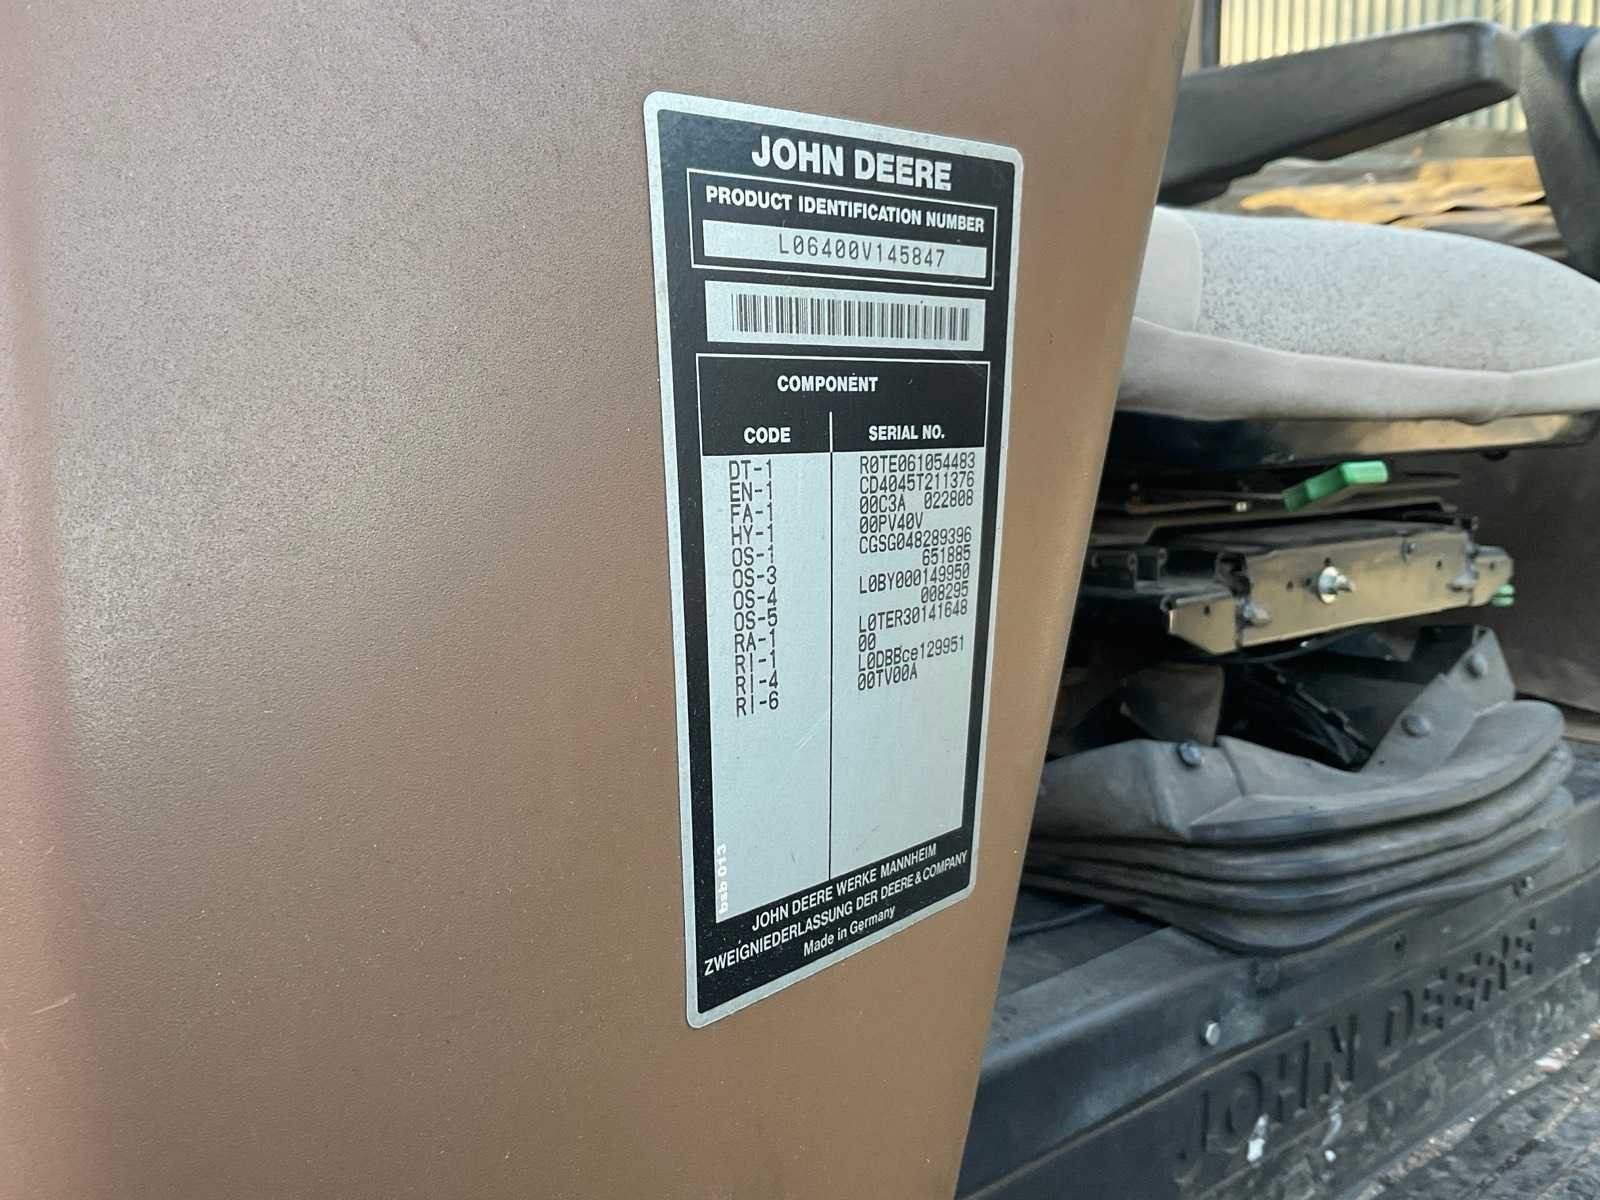 JOHN DEERE
PRODUCT IDENTIFICATION NUMBER
L06400V145847
COMPONENT
CODE SERIAL NO.
DT-1 R0TE061054483
EN-1 CD4045T211376
FA-1 00C3A 022808
HY-1 00PV40V
OS-1 CGSG048289396
OS-3 651885
OS-4 L0BY000149950
OS-5 008295
RA-1 L0TER30141648
RI-1 00
RI-4 L0DBBce129951
RI-6 00TV00A
bsb 013
JOHN DEERE WERKE MANNHEIM
ZWEIGNIEDERLASSUNG DER DEERE & COMPANY
Made in Germany
JOHN DEERE